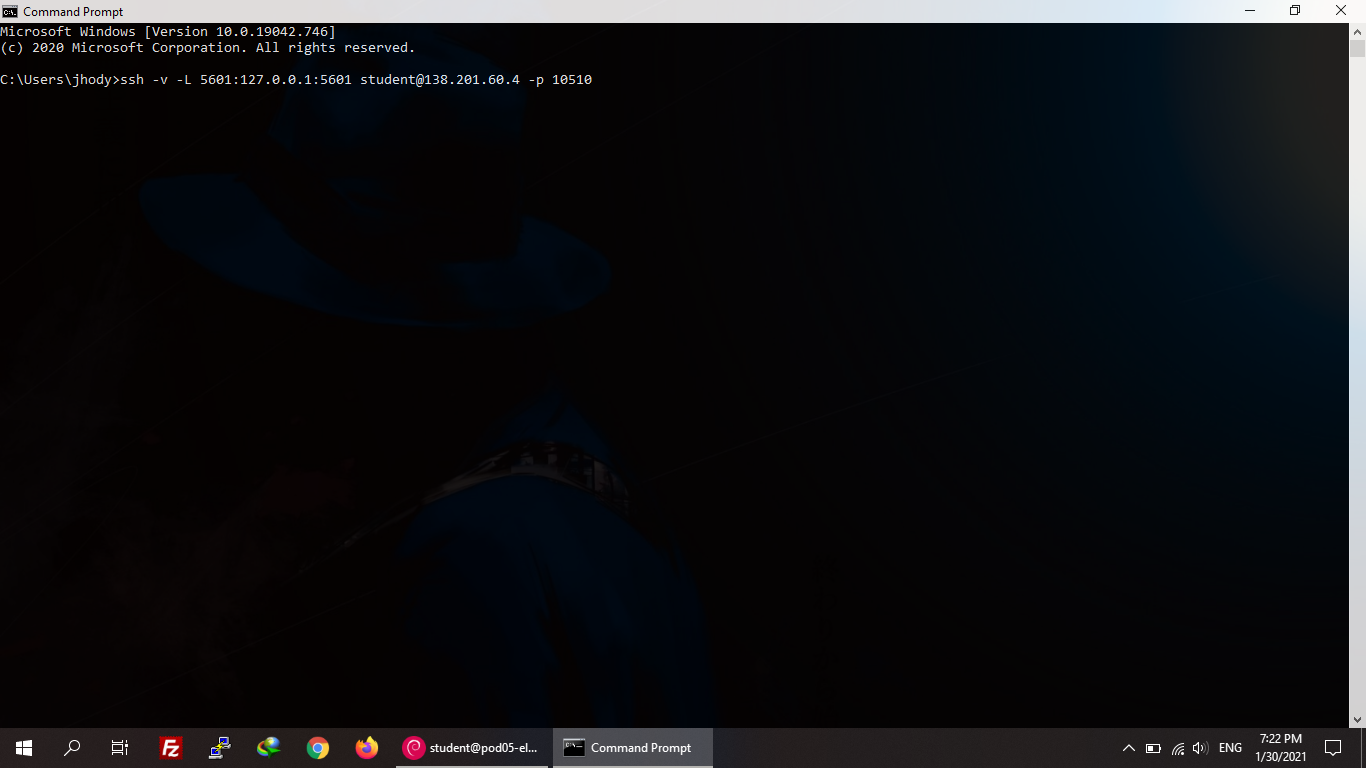 Command Prompt
Microsoft Windows [Version 10.0.19042.746]
(c) 2020 Microsoft Corporation. All rights reserved.
C:\Users\jhody>ssh -v -L 5601:127.0.0.1:5601 student@138.201.60.4 -p 10510
student@pod05-el...
Command Prompt
ENG
7:22 PM
1/30/2021